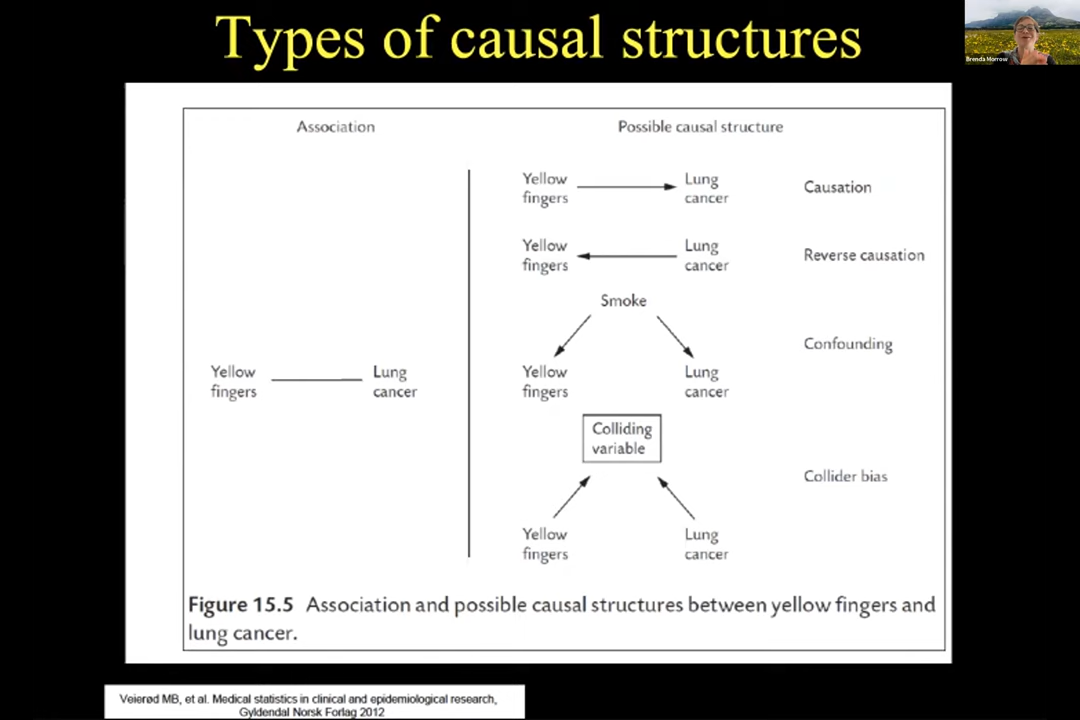 Types of causal structures
Brenda Morrow
Association
Possible causal structure
Yellow
fingers
Lung
cancer
Causation
Yellow
fingers
Lung
cancer
Reverse causation
Smoke
Confounding
Yellow
fingers
Lung
cancer
Yellow
fingers
Lung
cancer
Colliding
variable
Collider bias
Yellow
fingers
Lung
cancer
Figure 15.5 Association and possible causal structures between yellow fingers and
lung cancer.
Veierød MB, et al. Medical statistics in clinical and epidemiological research,
Gyldendal Norsk Forlag 2012